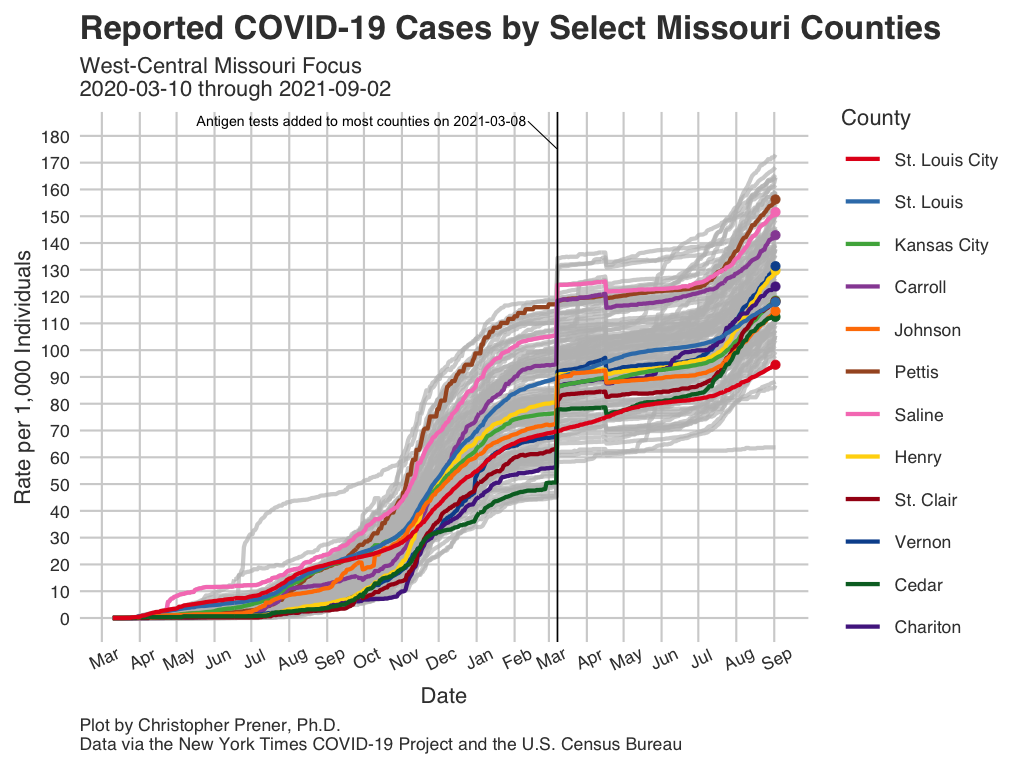 Reported COVID-19 Cases by Select Missouri Counties
West-Central Missouri Focus
2020-03-10 through 2021-09-02
Antigen tests added to most counties on 2021-03-08
Rate per 1,000 Individuals
180
170
160
150
140
130
120
110
100
90
80
70
60
50
40
30
20
10
0
Mar Apr May Jun Jul Aug Sep Oct Nov Dec Jan Feb Mar Apr May Jun Jul Aug Sep
Date
County
St. Louis City
St. Louis
Kansas City
Carroll
Johnson
Pettis
Saline
Henry
St. Clair
Vernon
Cedar
Chariton
Plot by Christopher Prener, Ph.D.
Data via the New York Times COVID-19 Project and the U.S. Census Bureau